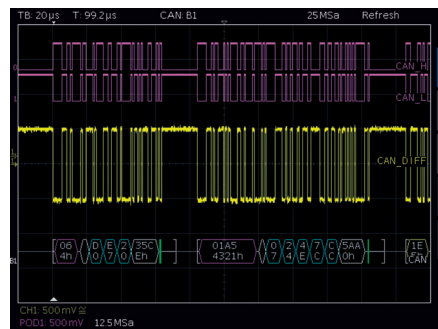 TB: 20µs T: 99.2µs CAN: B1 25MSa Refresh
CAN_H
0
CAN_L
1
CAN_DIFF
06 D E 2 35C 01A5 0 2 4 7 C 5AA 1E
4h 0 7 0 Eh 4321h 7 4 E C C 0h
B1
CAN
CH1: 500mV≅
POD1: 500mV 12.5MSa